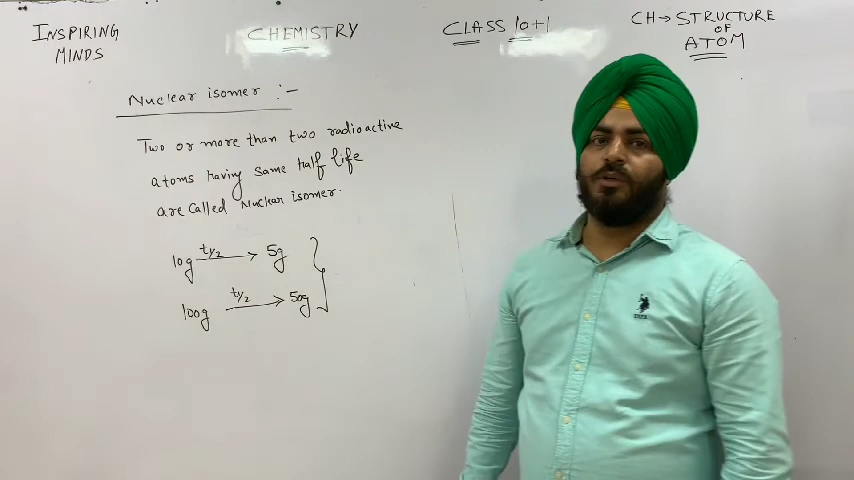 INSPIRING
MINDS
CHEMISTRY
CLASS 10+1
CH→ STRUCTURE
OF
ATOM
Nuclear isomer :-
Two or more than two radioactive
atoms having same half life
are called Nuclear isomer.
10g t1/2 → 5g
100g t1/2 → 50g